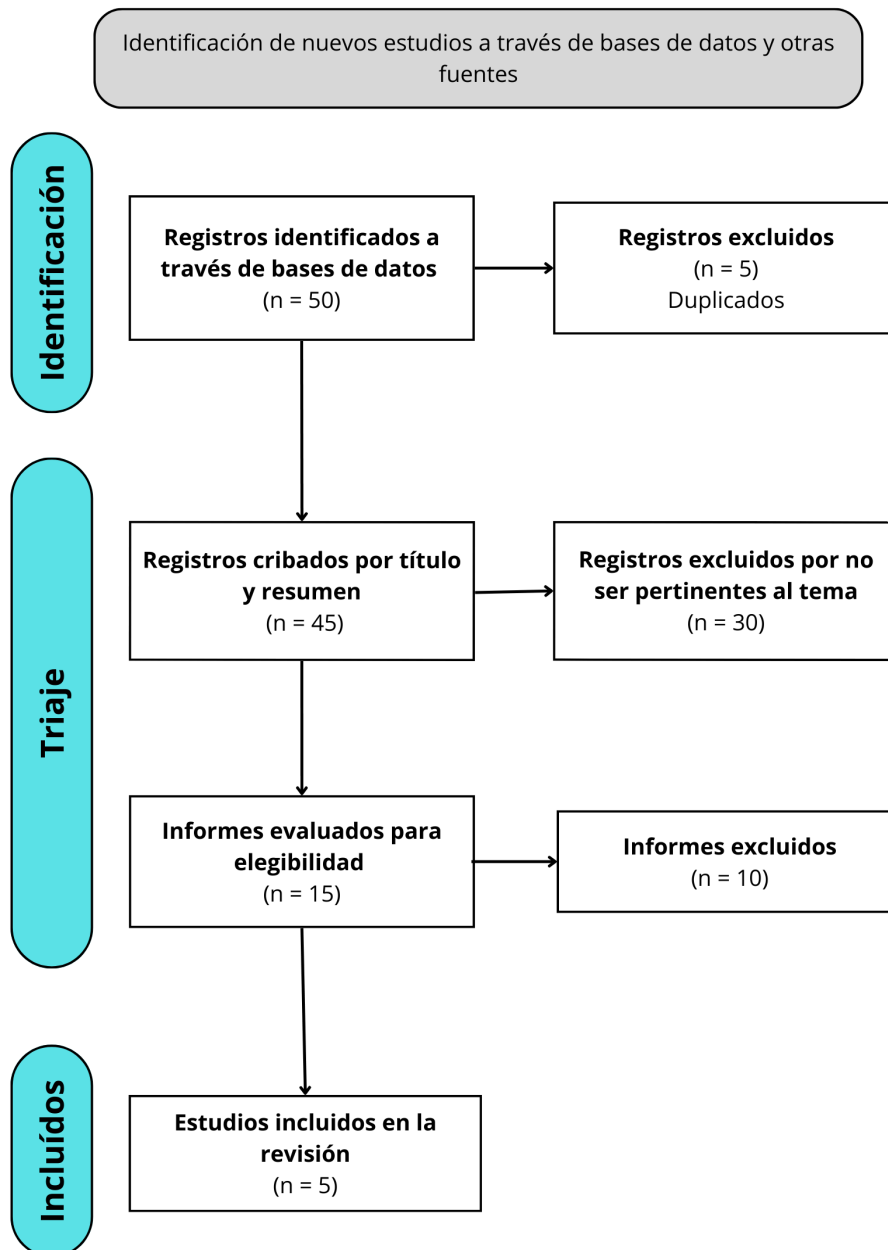 Identificación de nuevos estudios a través de bases de datos y otras
fuentes
Identificación
Registros identificados a
través de bases de datos
(n = 50)
Registros excluidos
(n = 5)
Duplicados
Triaje
Registros cribados por título
y resumen
(n = 45)
Registros excluidos por no
ser pertinentes al tema
(n = 30)
Informes evaluados para
elegibilidad
(n = 15)
Informes excluidos
(n = 10)
Incluídos
Estudios incluidos en la
revisión
(n = 5)